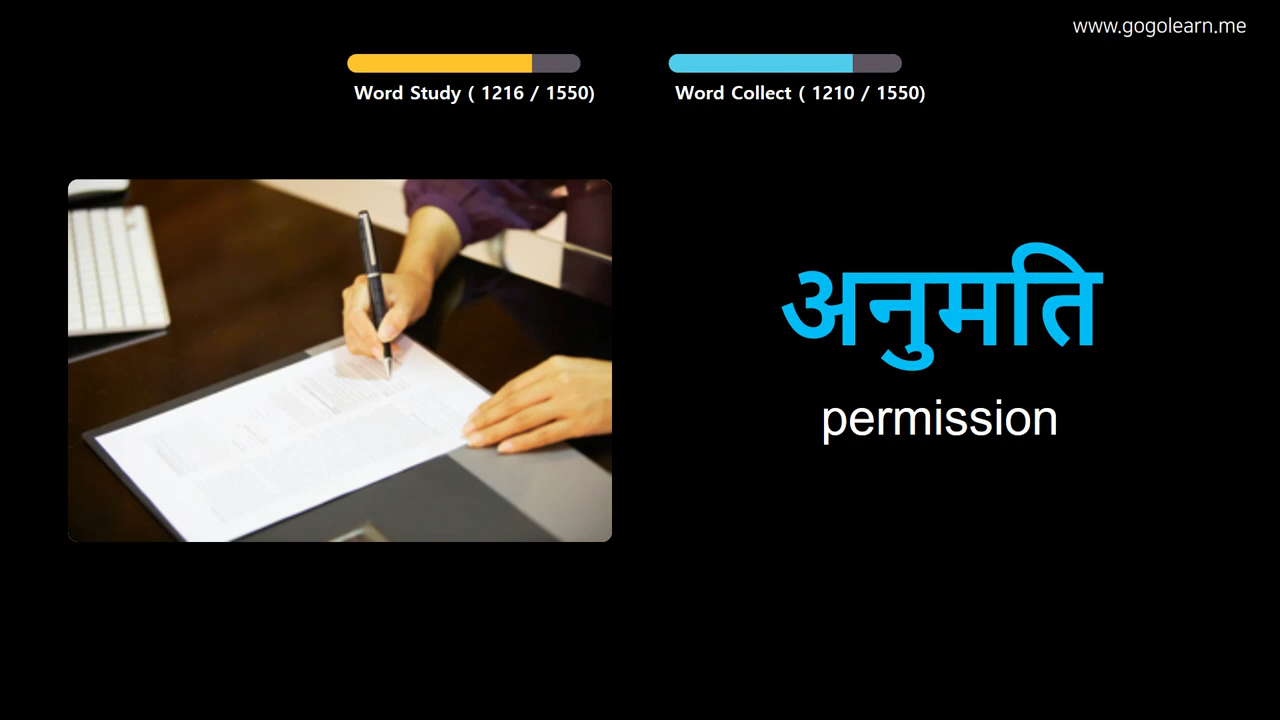 www.gogolearn.me
Word Study ( 1216 / 1550)
Word Collect ( 1210 / 1550)
अनुमति
permission